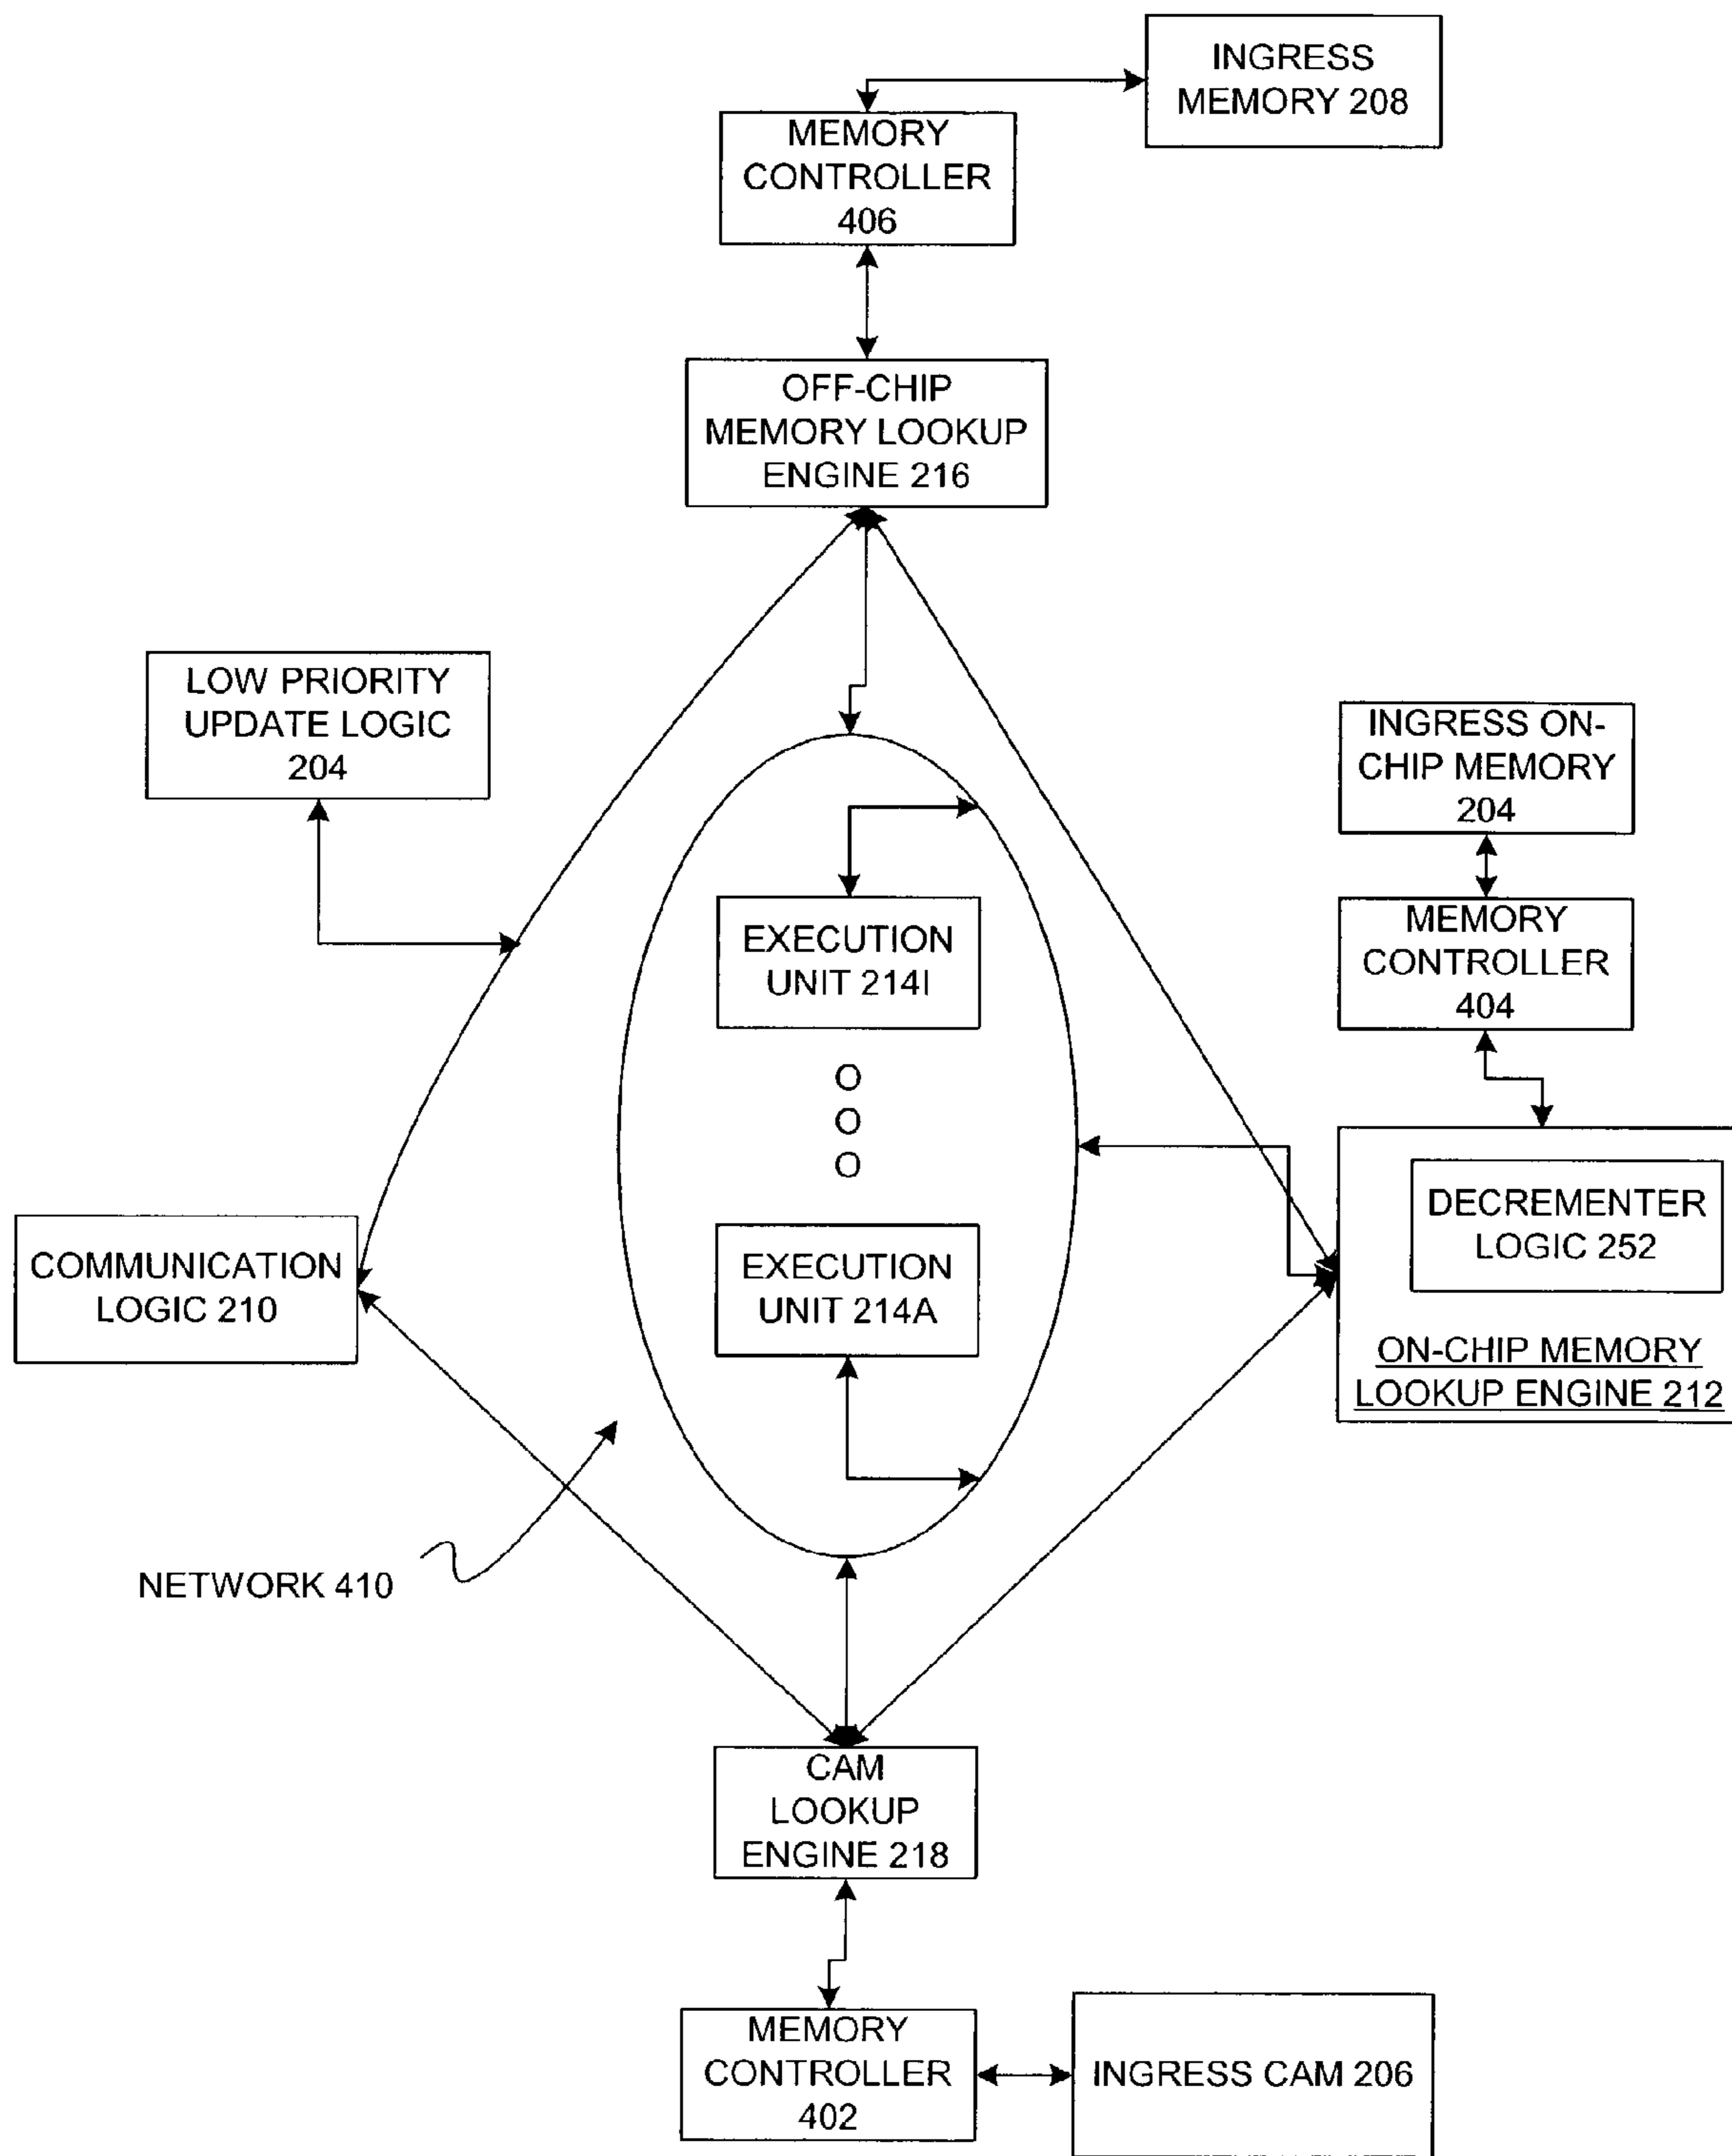 INGRESS
MEMORY 208
MEMORY
CONTROLLER
406
OFF-CHIP
MEMORY LOOKUP
ENGINE 216
LOW PRIORITY
UPDATE LOGIC
204
INGRESS ON-
CHIP MEMORY
204
EXECUTION
UNIT 214I
MEMORY
CONTROLLER
404
O
O
O
DECREMENTER
LOGIC 252
COMMUNICATION
LOGIC 210
EXECUTION
UNIT 214A
ON-CHIP MEMORY
LOOKUP ENGINE 212
NETWORK 410
CAM
LOOKUP
ENGINE 218
MEMORY
CONTROLLER
402
INGRESS CAM 206